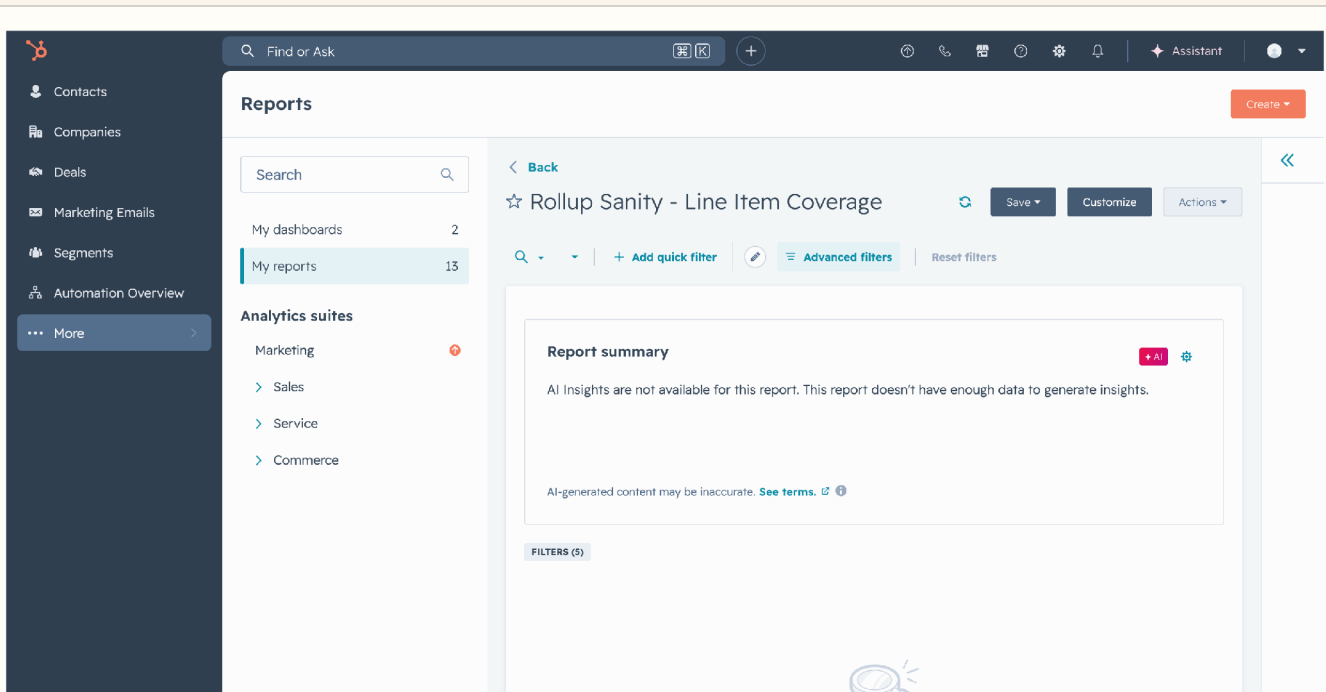 Find or Ask
⌘ K
Assistant
Contacts
Companies
Deals
Marketing Emails
Segments
Automation Overview
More
Reports
Create
Search
My dashboards 2
My reports 13
Analytics suites
Marketing
Sales
Service
Commerce
Back
Rollup Sanity - Line Item Coverage
Save
Customize
Actions
+ Add quick filter
Advanced filters
Reset filters
Report summary
AI
AI Insights are not available for this report. This report doesn't have enough data to generate insights.
AI-generated content may be inaccurate. See terms.
FILTERS (5)